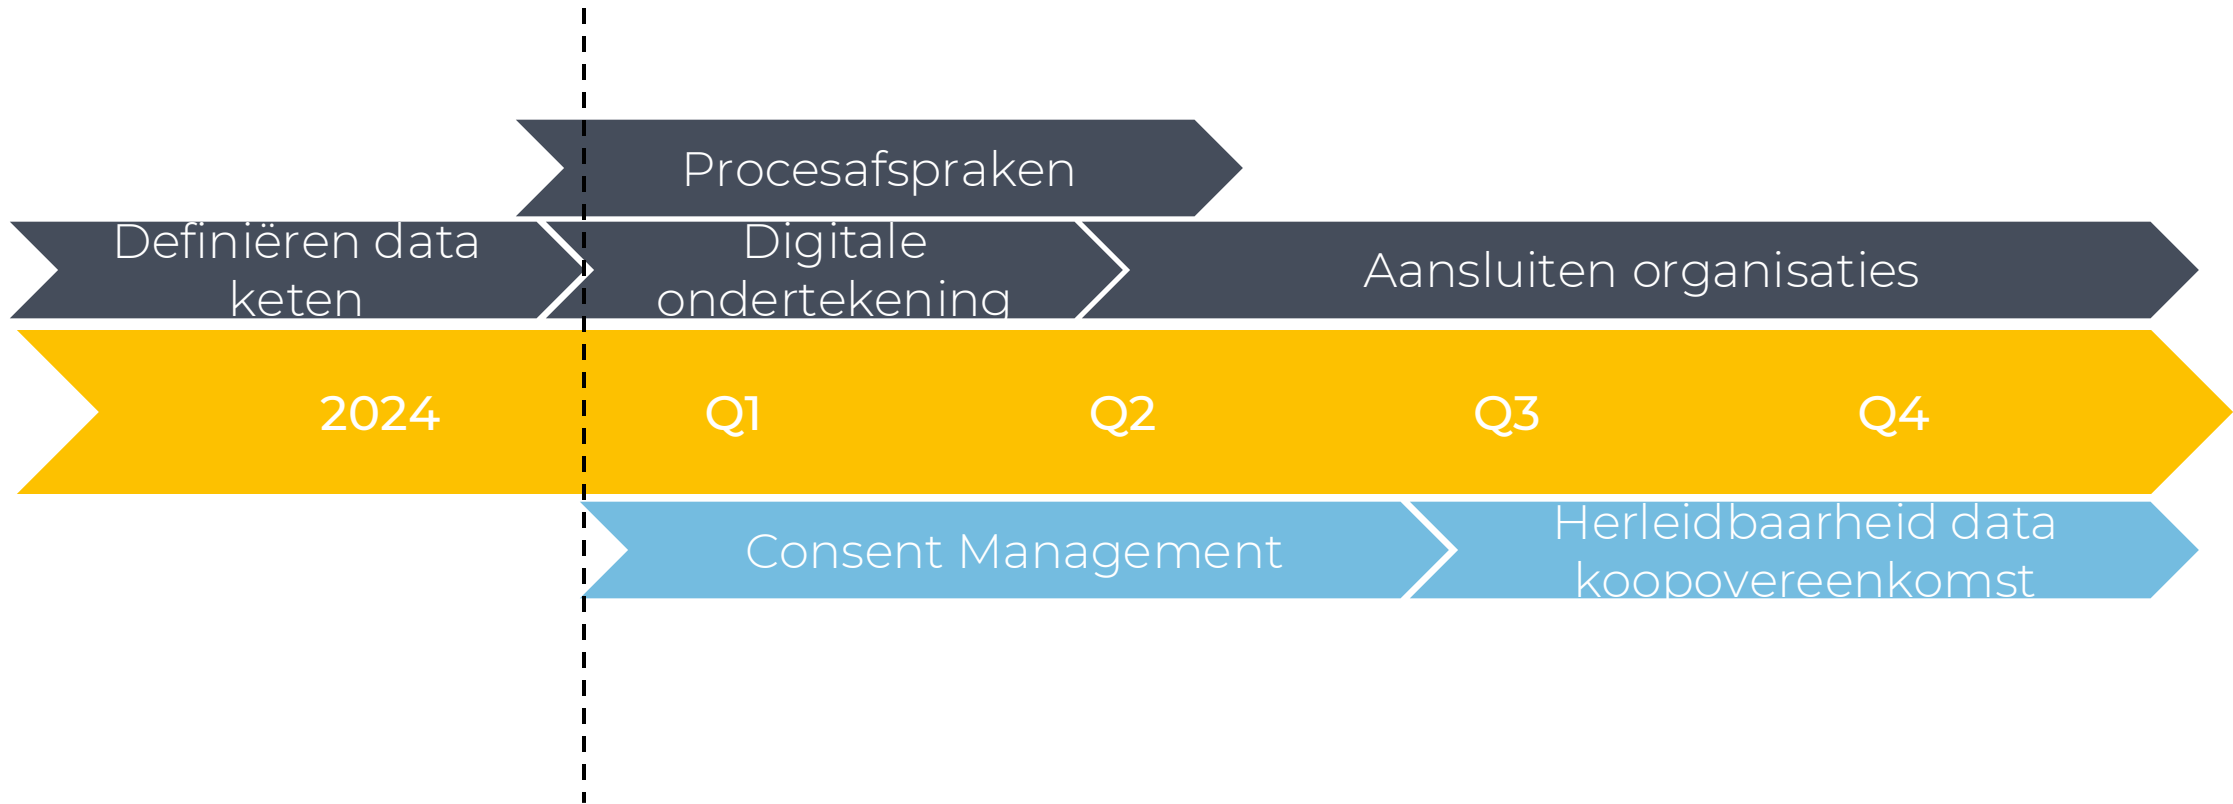 Procesafspraken
Definiëren data
keten
Digitale
ondertekening
Aansluiten organisaties
2024 Q1 Q2 Q3 Q4
Consent Management
Herleidbaarheid data
koopovereenkomst